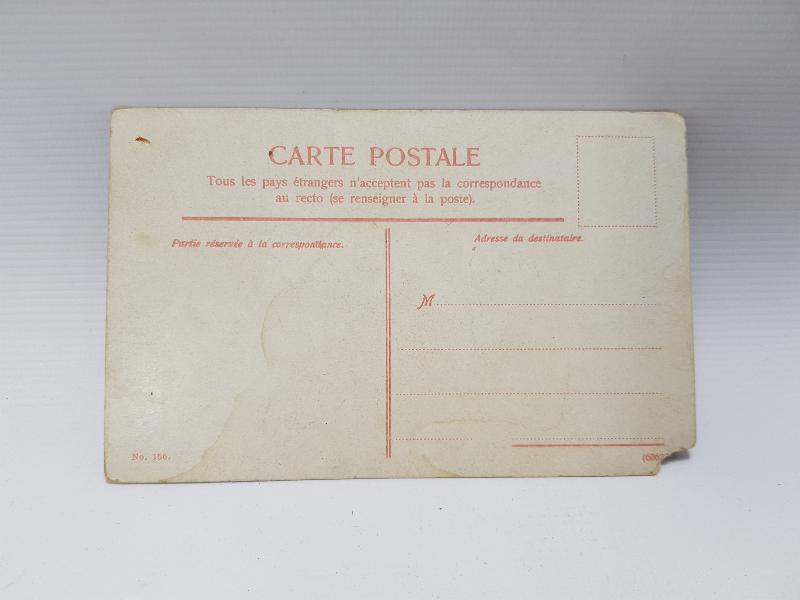 CARTE POSTALE
Tous les pays étrangers n'acceptent pas la correspondance
au recto (se renseigner à la poste).
Partie réservée à la correspondance.
Adresse du destinataire.
M
No. 156.